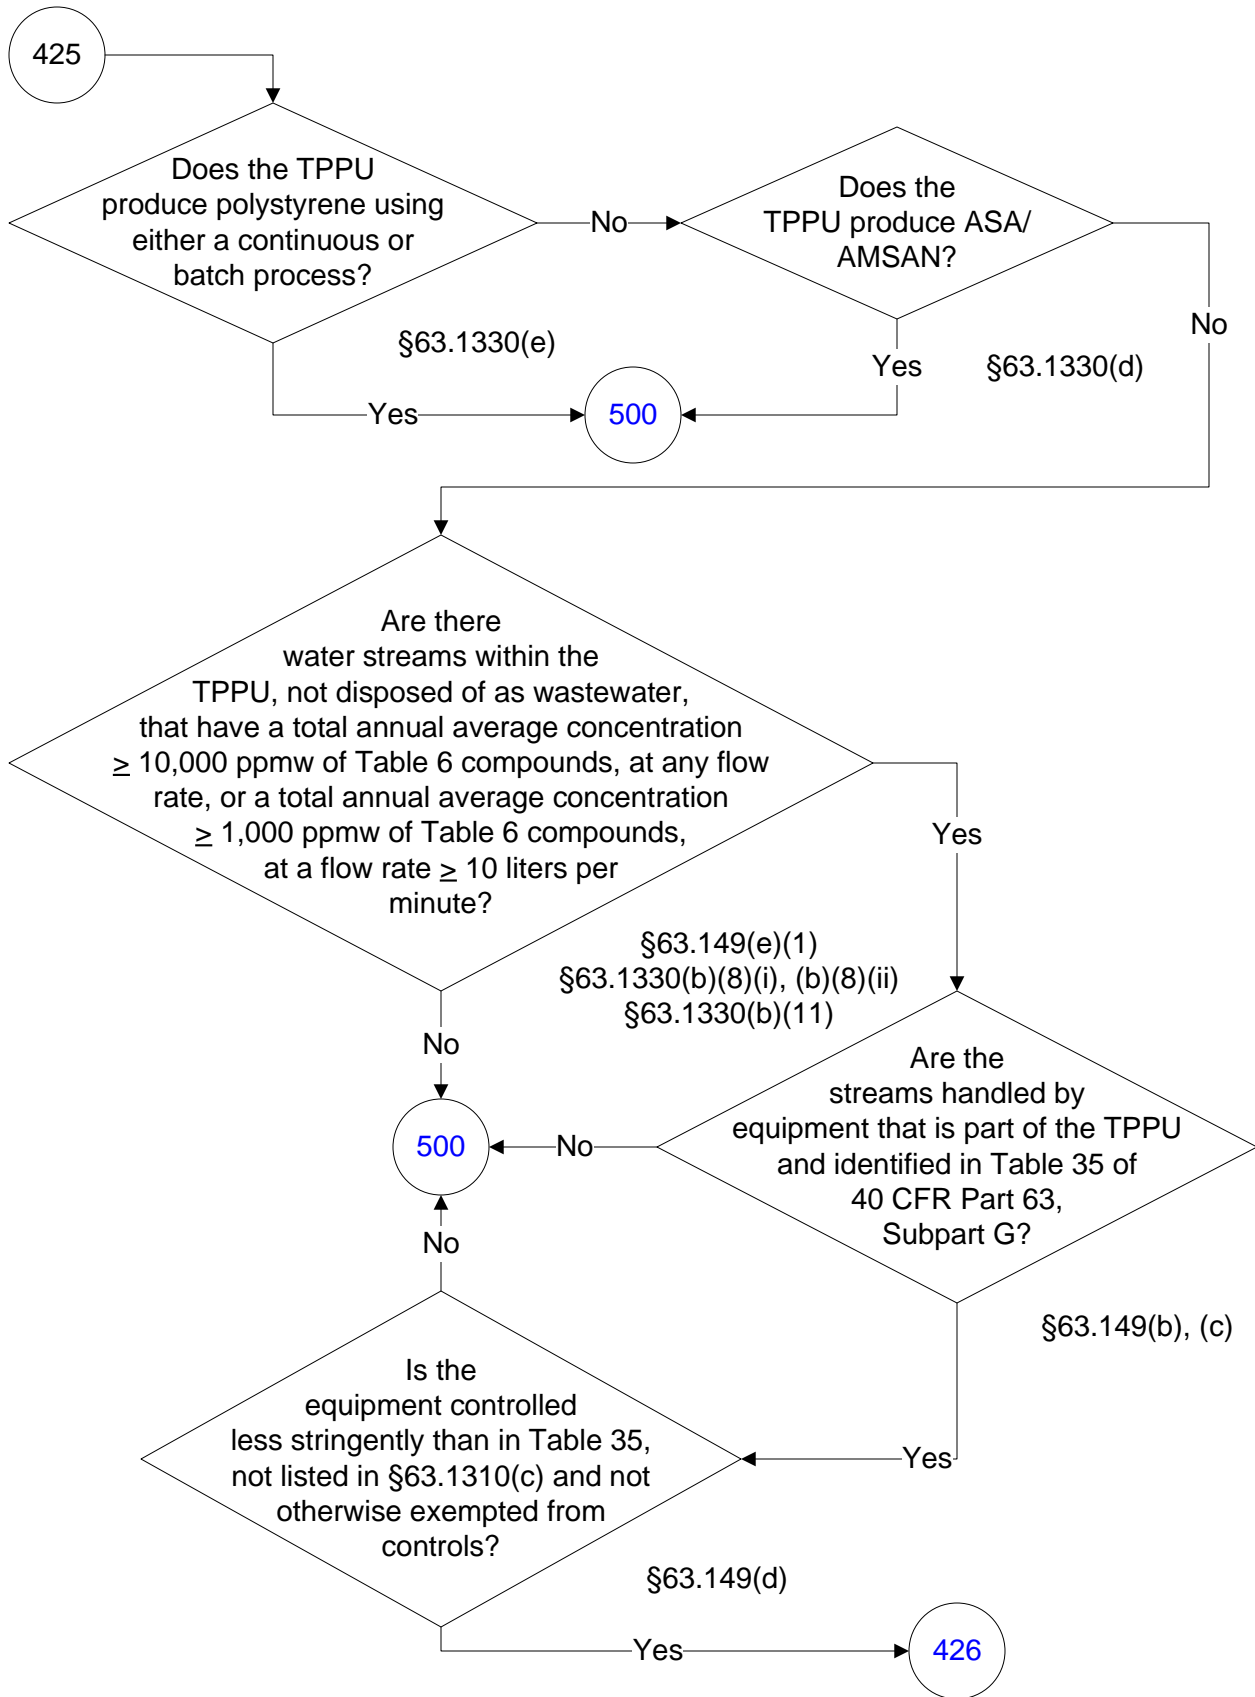 425
Does the TPPU
produce polystyrene using
either a continuous or
batch process?
No
Does the
TPPU produce ASA/
AMSAN?
No
§63.1330(e)
Yes
§63.1330(d)
Yes
500
Are there
water streams within the
TPPU, not disposed of as wastewater,
that have a total annual average concentration
≥ 10,000 ppmw of Table 6 compounds, at any flow
rate, or a total annual average concentration
≥ 1,000 ppmw of Table 6 compounds,
at a flow rate ≥ 10 liters per
minute?
Yes
§63.149(e)(1)
§63.1330(b)(8)(i), (b)(8)(ii)
§63.1330(b)(11)
No
Are the
streams handled by
equipment that is part of the TPPU
and identified in Table 35 of
40 CFR Part 63,
Subpart G?
500
No
No
§63.149(b), (c)
Is the
equipment controlled
less stringently than in Table 35,
not listed in §63.1310(c) and not
otherwise exempted from
controls?
Yes
§63.149(d)
Yes
426